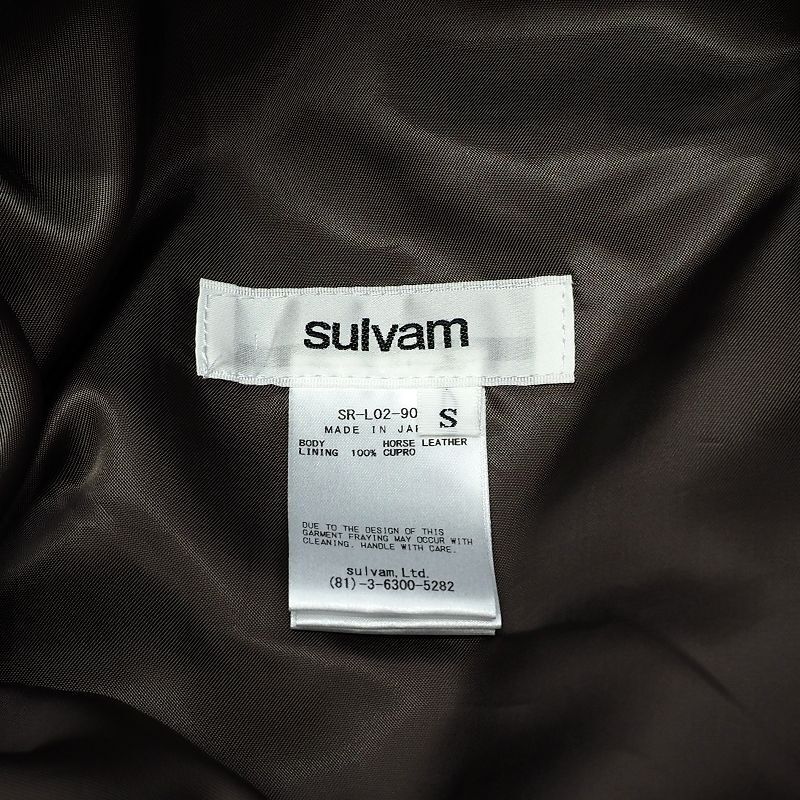 sulvam
SR-L02-90
S
MADE IN
BODY HORSE LEATHER
LINING 100% CUPRO
DUE TO THE DESIGN OF THIS
GARMENT FRAYING MAY OCCUR WITH
CLEANING. HANDLE WITH CARE.
sulvam,Ltd.
(81)-3-6300-5282